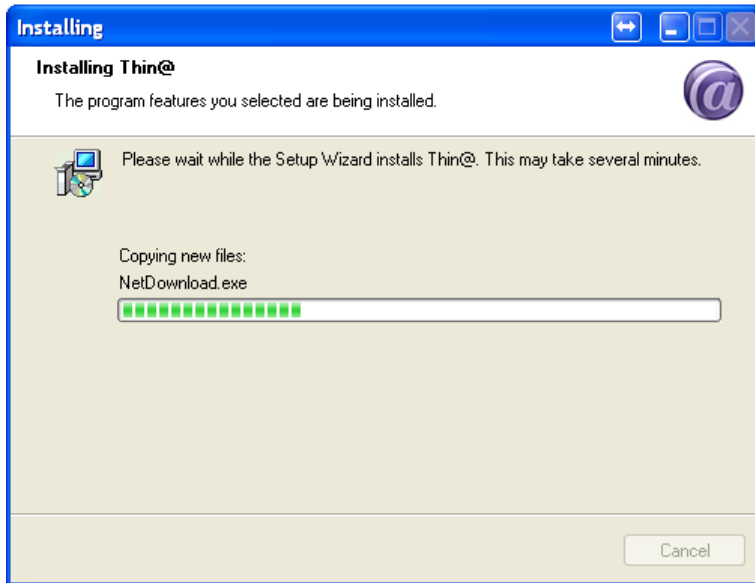 Installing
Installing Thin@
The program features you selected are being installed.
@
Please wait while the Setup Wizard installs Thin@. This may take several minutes.
Copying new files:
NetDownload.exe
Cancel